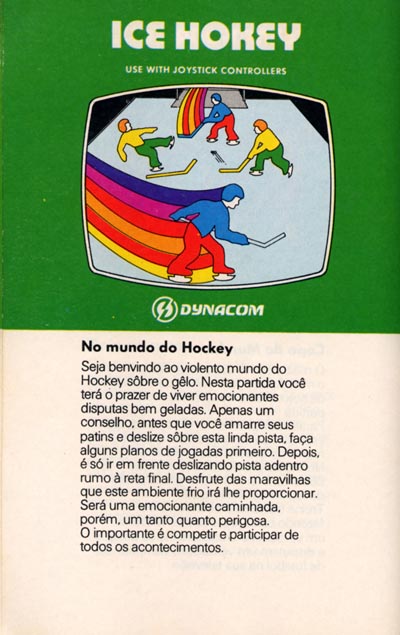 ICE HOKEY
USE WITH JOYSTICK CONTROLLERS
DYNACOM
No mundo do Hockey
Seja benvindo ao violento mundo do
Hockey sôbre o gêlo. Nesta partida você
terá o prazer de viver emocionantes
disputas bem geladas. Apenas um
conselho, antes que você amarre seus
patins e deslize sôbre esta linda pista, faça
alguns planos de jogadas primeiro. Depois,
é só ir em frente deslizando pista adentro
rumo à reta final. Desfrute das maravilhas
que este ambiente frio irá lhe proporcionar.
Será uma emocionante caminhada,
porém, um tanto quanto perigosa.
O importante é competir e participar de
todos os acontecimentos.